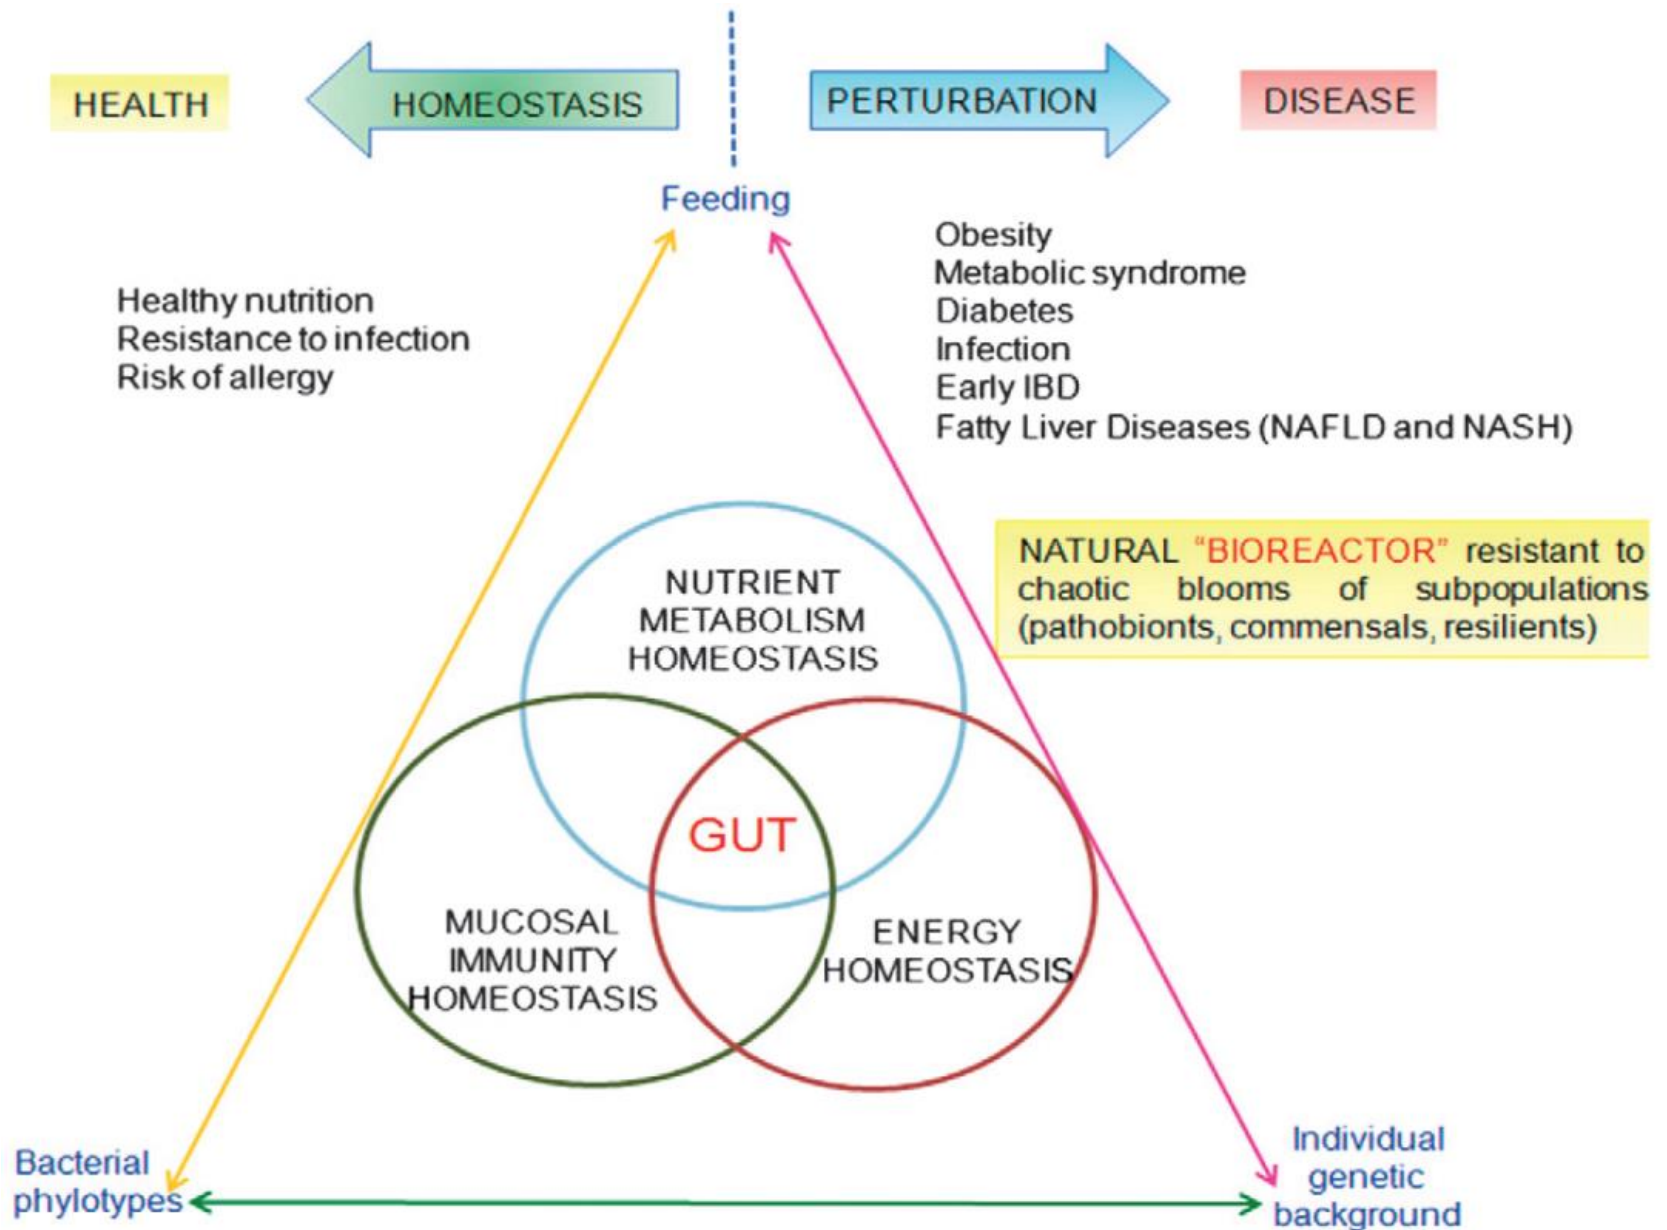 HEALTH
HOMEOSTASIS
PERTURBATION
DISEASE
Feeding
Healthy nutrition
Resistance to infection
Risk of allergy
Obesity
Metabolic syndrome
Diabetes
Infection
Early IBD
Fatty Liver Diseases (NAFLD and NASH)
NATURAL “BIOREACTOR” resistant to
chaotic blooms of subpopulations
(pathobionts, commensals, resilients)
NUTRIENT
METABOLISM
HOMEOSTASIS
GUT
MUCOSAL
IMMUNITY
HOMEOSTASIS
ENERGY
HOMEOSTASIS
Bacterial
phylotypes
Individual
genetic
background